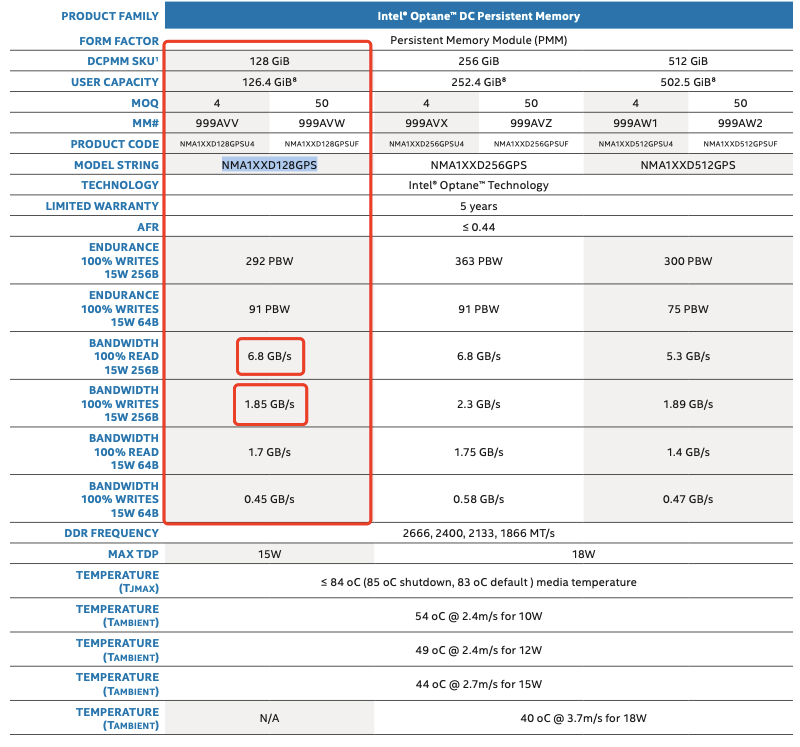 PRODUCT FAMILY Intel® Optane™ DC Persistent Memory
FORM FACTOR Persistent Memory Module (PMM)
DCPMM SKU¹ 128 GiB 256 GiB 512 GiB
USER CAPACITY 126.4 GiB⁸ 252.4 GiB⁸ 502.5 GiB⁸
MOQ 4 50 4 50 4 50
MM# 999AVV 999AVW 999AVX 999AVZ 999AW1 999AW2
PRODUCT CODE NMA1XXD128GPSU4 NMA1XXD128GPSUF NMA1XXD256GPSU4 NMA1XXD256GPSUF NMA1XXD512GPSU4 NMA1XXD512GPSUF
MODEL STRING NMA1XXD128GPS NMA1XXD256GPS NMA1XXD512GPS
TECHNOLOGY Intel® Optane™ Technology
LIMITED WARRANTY 5 years
AFR ≤ 0.44
ENDURANCE
100% WRITES 292 PBW 363 PBW 300 PBW
15W 256B
ENDURANCE
100% WRITES 91 PBW 91 PBW 75 PBW
15W 64B
BANDWIDTH
100% READ 6.8 GB/s 6.8 GB/s 5.3 GB/s
15W 256B
BANDWIDTH
100% WRITES 1.85 GB/s 2.3 GB/s 1.89 GB/s
15W 256B
BANDWIDTH
100% READ 1.7 GB/s 1.75 GB/s 1.4 GB/s
15W 64B
BANDWIDTH
100% WRITES 0.45 GB/s 0.58 GB/s 0.47 GB/s
15W 64B
DDR FREQUENCY 2666, 2400, 2133, 1866 MT/s
MAX TDP 15W 18W
TEMPERATURE
(TJMAX) ≤ 84 oC (85 oC shutdown, 83 oC default ) media temperature
TEMPERATURE
(TAMBIENT) 54 oC @ 2.4m/s for 10W
TEMPERATURE
(TAMBIENT) 49 oC @ 2.4m/s for 12W
TEMPERATURE
(TAMBIENT) 44 oC @ 2.7m/s for 15W
TEMPERATURE
(TAMBIENT) N/A 40 oC @ 3.7m/s for 18W